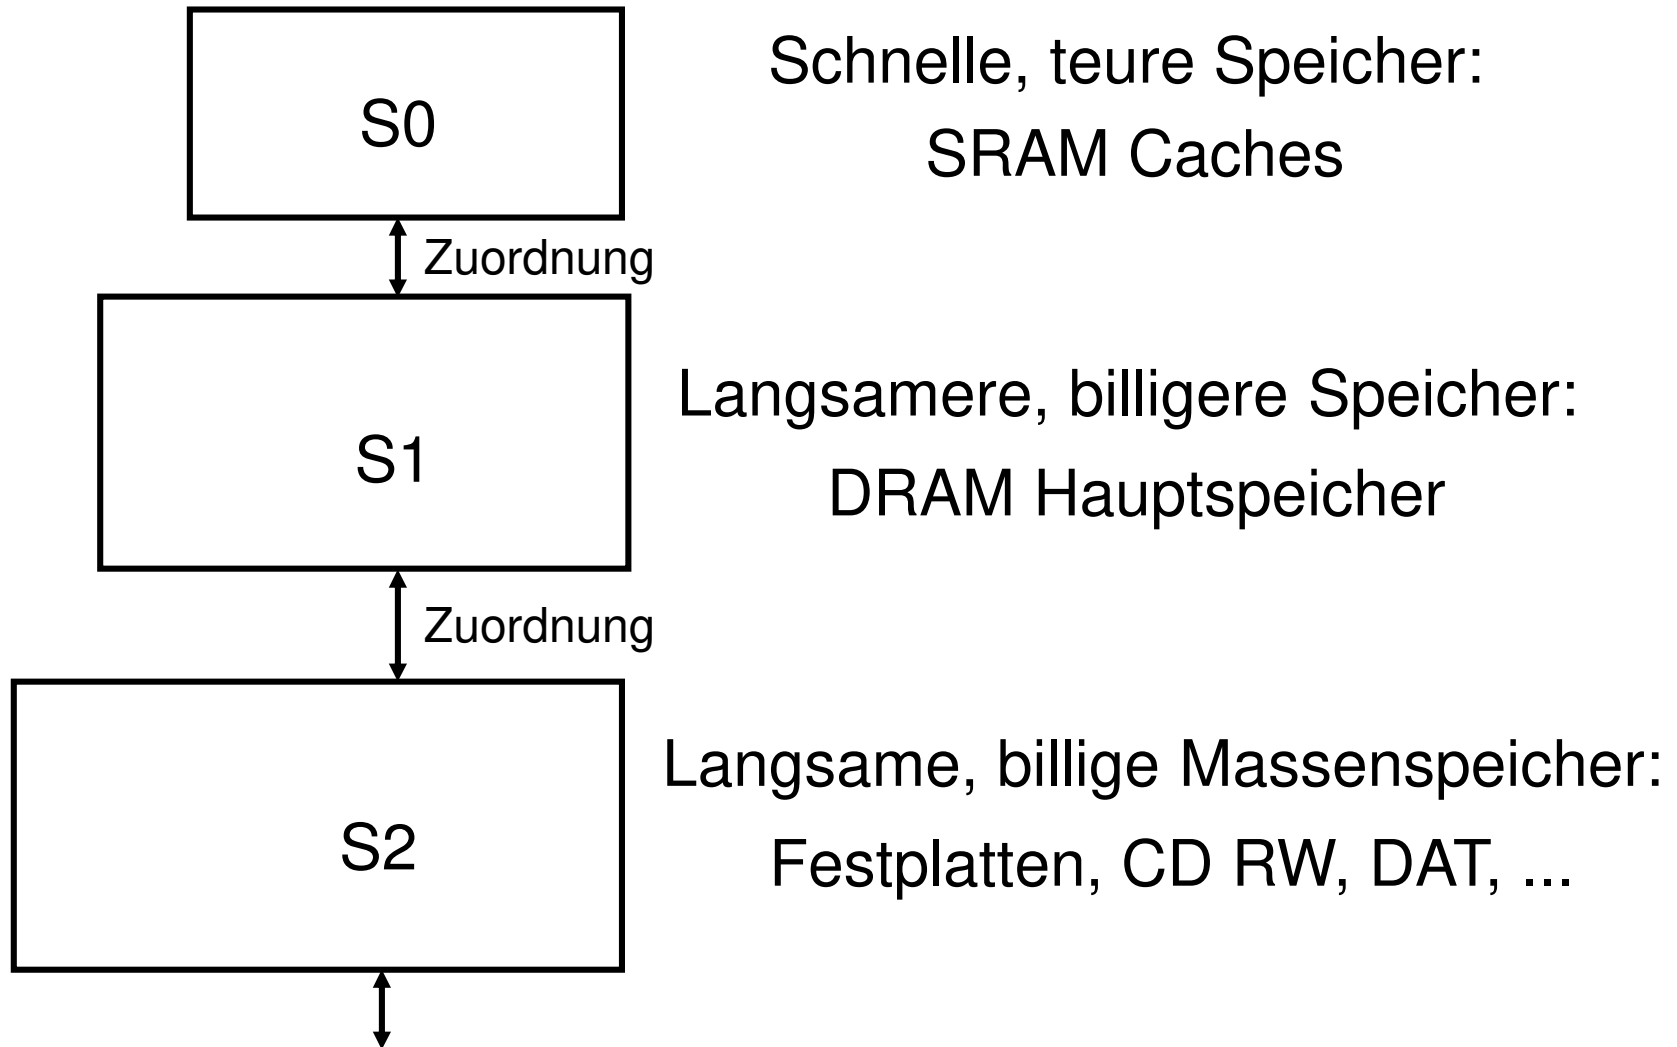 S0
Schnelle, teure Speicher:
SRAM Caches
Zuordnung
S1
Langsamere, billigere Speicher:
DRAM Hauptspeicher
Zuordnung
S2
Langsame, billige Massenspeicher:
Festplatten, CD RW, DAT, ...